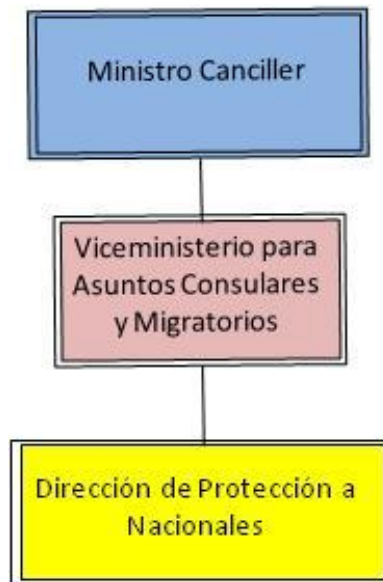 Ministro Canciller
Viceministerio para
Asuntos Consulares
y Migratorios
Dirección de Protección a
Nacionales